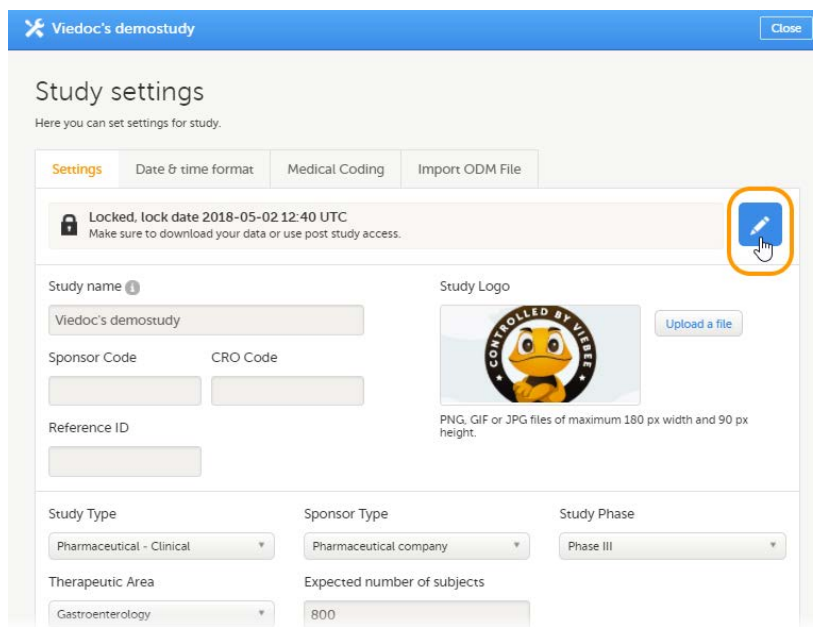 Viedoc's demostudy
Close
Study settings
Here you can set settings for study.
Settings
Date & time format
Medical Coding
Import ODM File
Locked, lock date 2018-05-02 12:40 UTC
Make sure to download your data or use post study access.
Study name
Viedoc's demostudy
Sponsor Code
CRO Code
Reference ID
Study Logo
CONTROLLED BY VIEBEE
Upload a file
PNG, GIF or JPG files of maximum 180 px width and 90 px
height.
Study Type
Pharmaceutical - Clinical
Sponsor Type
Pharmaceutical company
Study Phase
Phase III
Therapeutic Area
Gastroenterology
Expected number of subjects
800